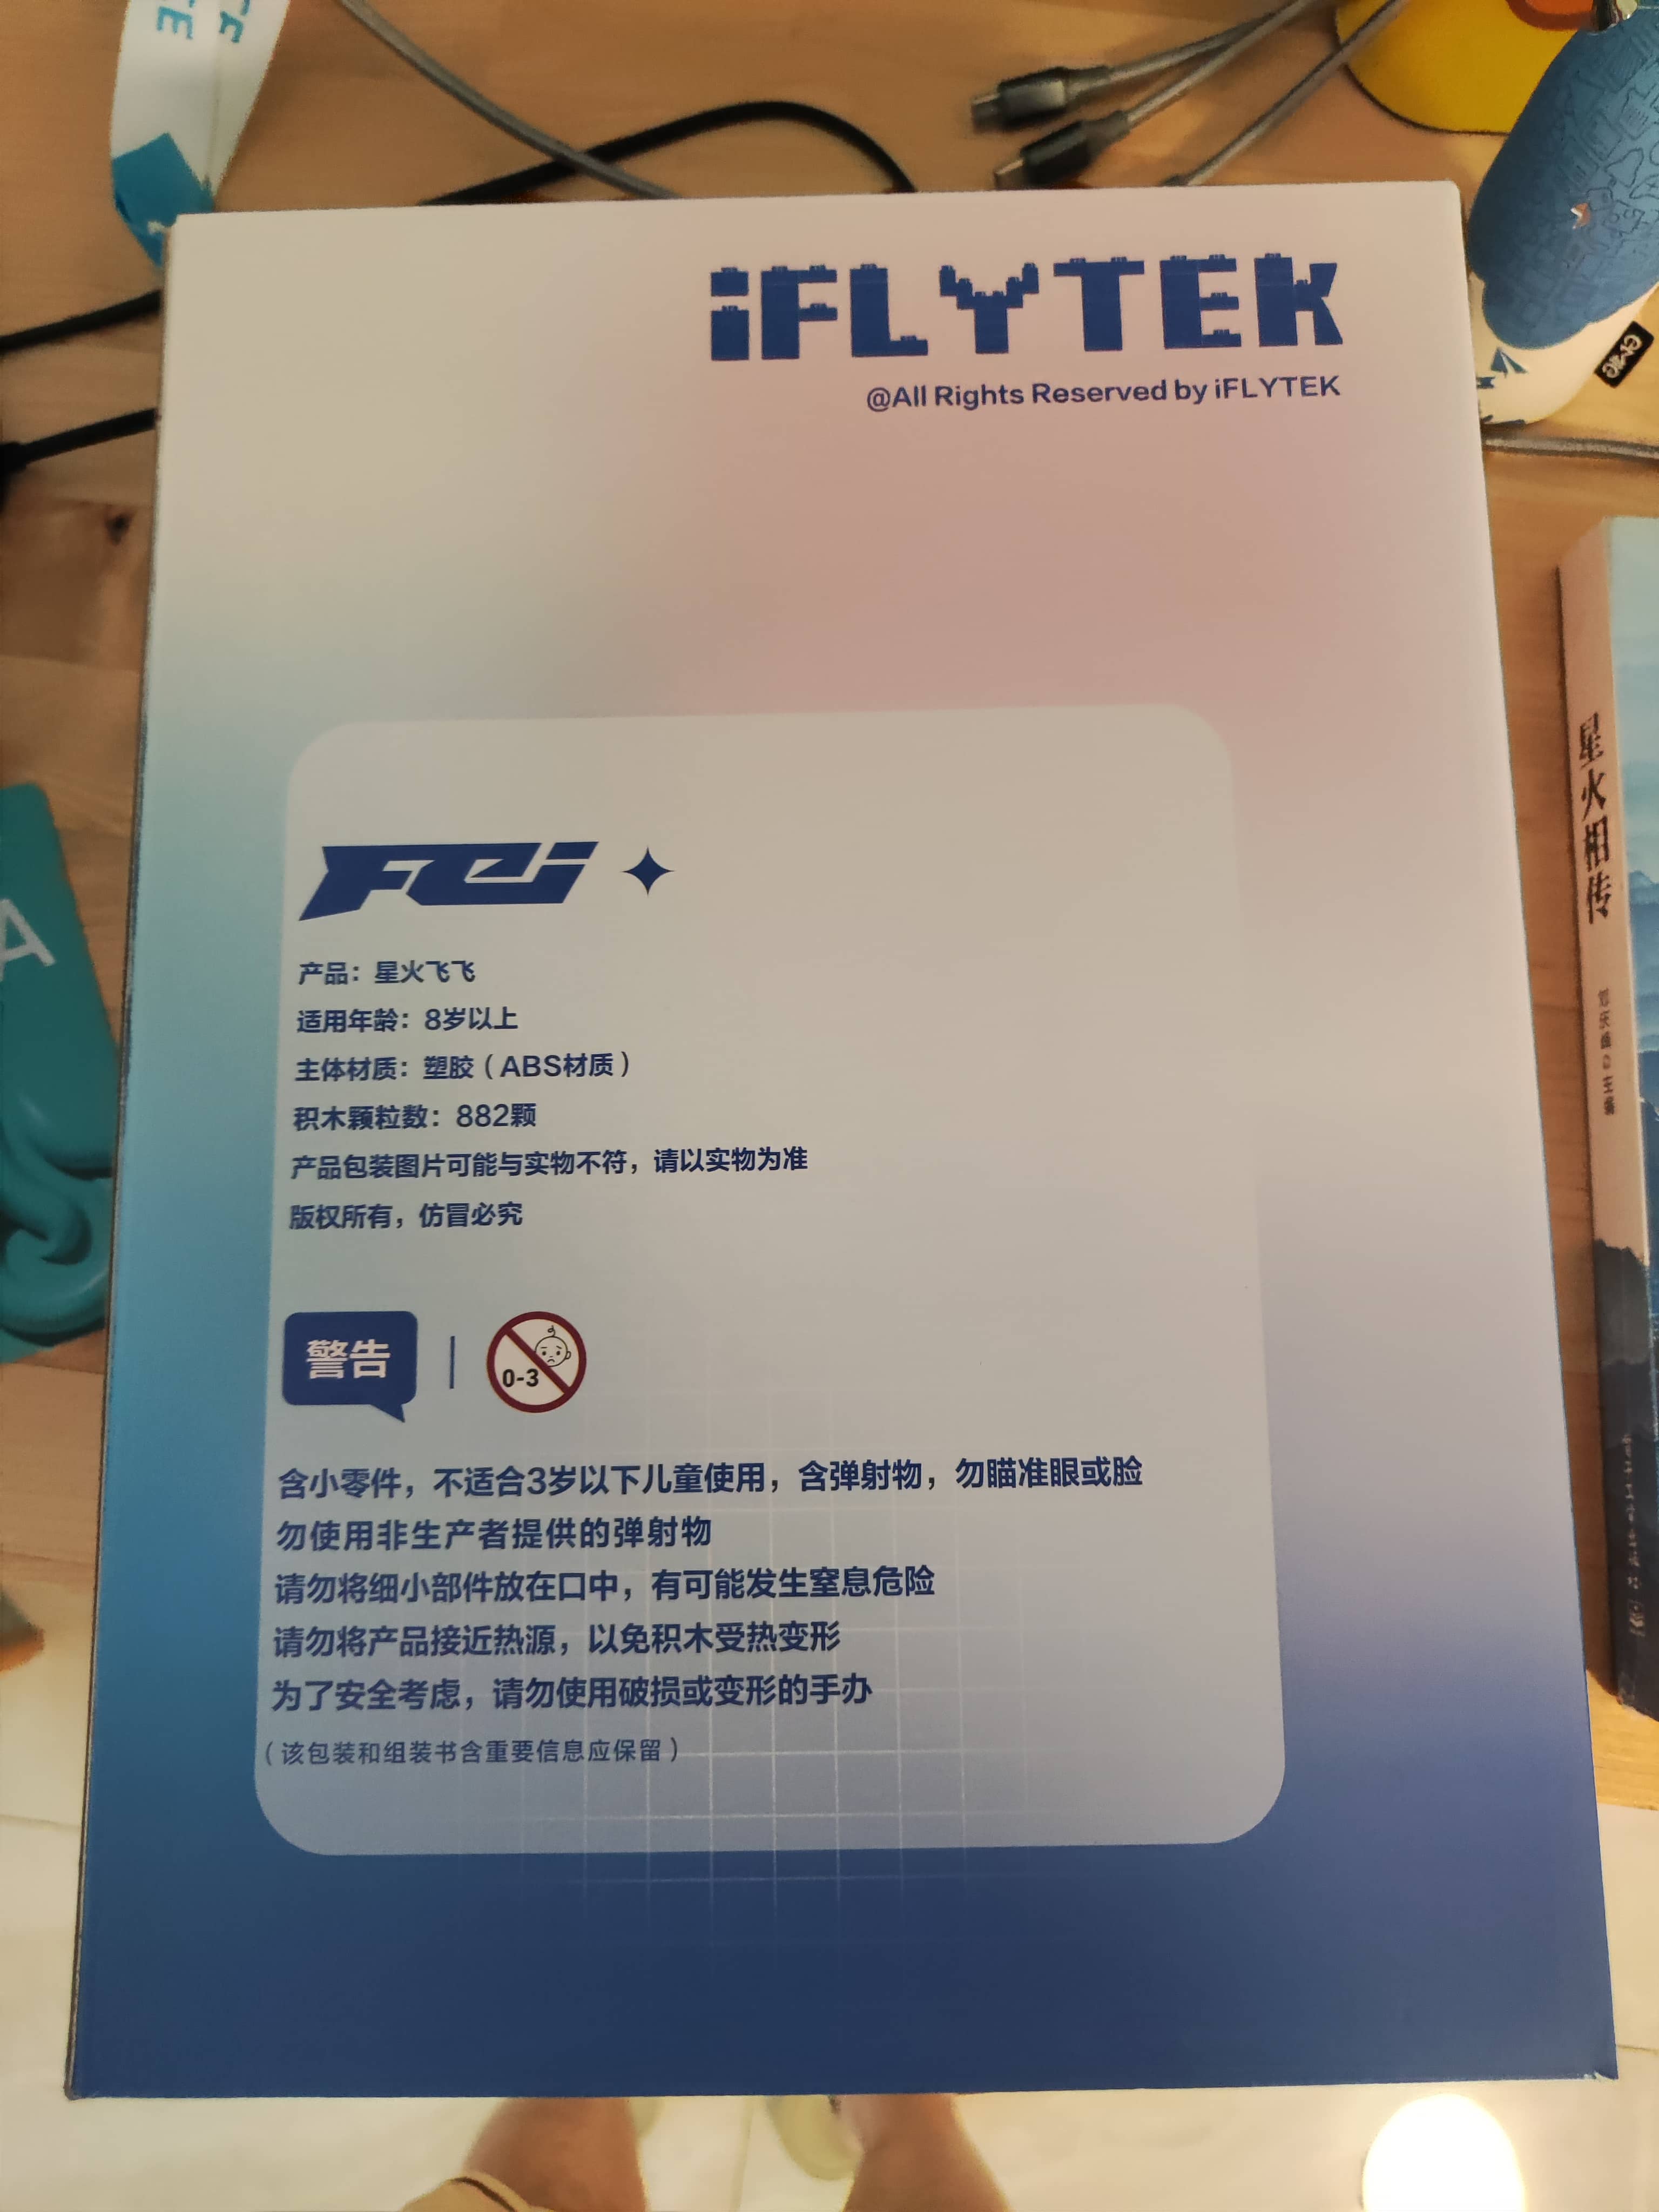 iFLYTEK
@All Rights Reserved by iFLYTEK
Fei
产品：星火飞飞
适用年龄：8岁以上
主体材质：塑胶（ABS材质）
积木颗粒数：882颗
产品包装图片可能与实物不符，请以实物为准
版权所有，仿冒必究
警告
0-3
含小零件，不适合3岁以下儿童使用，含弹射物，勿瞄准眼或脸
勿使用非生产者提供的弹射物
请勿将细小部件放在口中，有可能发生窒息危险
请勿将产品接近热源，以免积木受热变形
为了安全考虑，请勿使用破损或变形的手办
（该包装和组装书含重要信息应保留）
星火相传
A